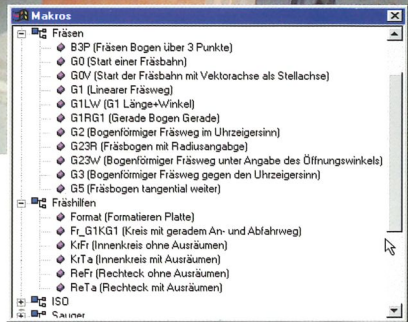 Makros
Fräsen
B3P (Fräsen Bogen über 3 Punkte)
G0 (Start einer Fräsbahn)
G0V (Start der Fräsbahn mit Vektorachse als Stellachse)
G1 (Linearer Fräsweg)
G1LW (G1 Länge+Winkel)
G1RG1 (Gerade Bogen Gerade)
G2 (Bogenförmiger Fräsweg im Uhrzeigersinn)
G23R (Fräsbogen mit Radiusangabge)
G23W (Bogenförmiger Fräsweg unter Angabe des Öffnungswinkels)
G3 (Bogenförmiger Fräsweg gegen den Uhrzeigersinn)
G5 (Fräsbogen tangential weiter)
Fräshilfen
Format (Formatieren Platte)
Fr_G1KG1 (Kreis mit geradem An- und Abfahrweg)
KrFr (Innenkreis ohne Ausräumen)
KrTa (Innenkreis mit Ausräumen)
ReFr (Rechteck ohne Ausräumen)
ReTa (Rechteck mit Ausräumen)
ISO
Sauger